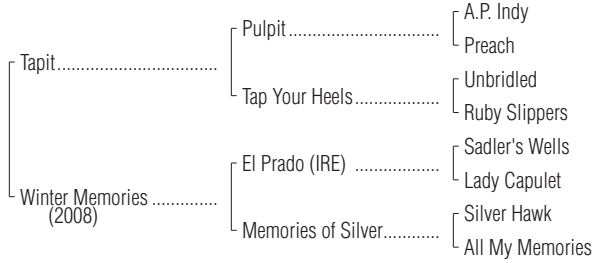 A.P. Indy
Pulpit........................................
Preach
Tapit..................................
Unbridled
Tap Your Heels..................
Ruby Slippers
Sadler's Wells
El Prado (IRE) ..................
Lady Capulet
Winter Memories ..............
(2008)
Silver Hawk
Memories of Silver............
All My Memories